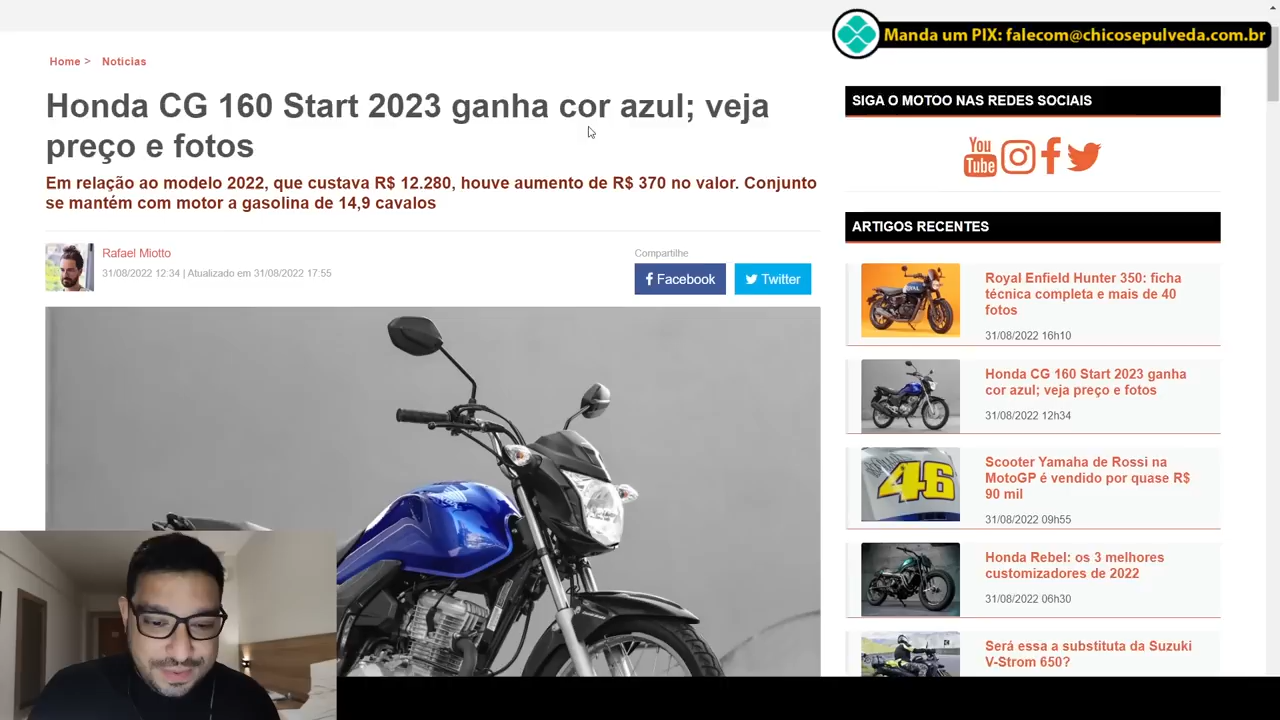 Manda um PIX: falecom@chicosepulveda.com.br
Home > Notícias
Honda CG 160 Start 2023 ganha cor azul; veja
preço e fotos
Em relação ao modelo 2022, que custava R$ 12.280, houve aumento de R$ 370 no valor. Conjunto
se mantém com motor a gasolina de 14,9 cavalos
Rafael Miotto
31/08/2022 12:34 | Atualizado em 31/08/2022 17:55
Compartilhe
Facebook
Twitter
SIGA O MOTOO NAS REDES SOCIAIS
You
Tube
ARTIGOS RECENTES
Royal Enfield Hunter 350: ficha
técnica completa e mais de 40
fotos
31/08/2022 16h10
Honda CG 160 Start 2023 ganha
cor azul; veja preço e fotos
31/08/2022 12h34
46
Scooter Yamaha de Rossi na
MotoGP é vendido por quase R$
90 mil
31/08/2022 09h55
Honda Rebel: os 3 melhores
customizadores de 2022
31/08/2022 06h30
Será essa a substituta da Suzuki
V-Strom 650?